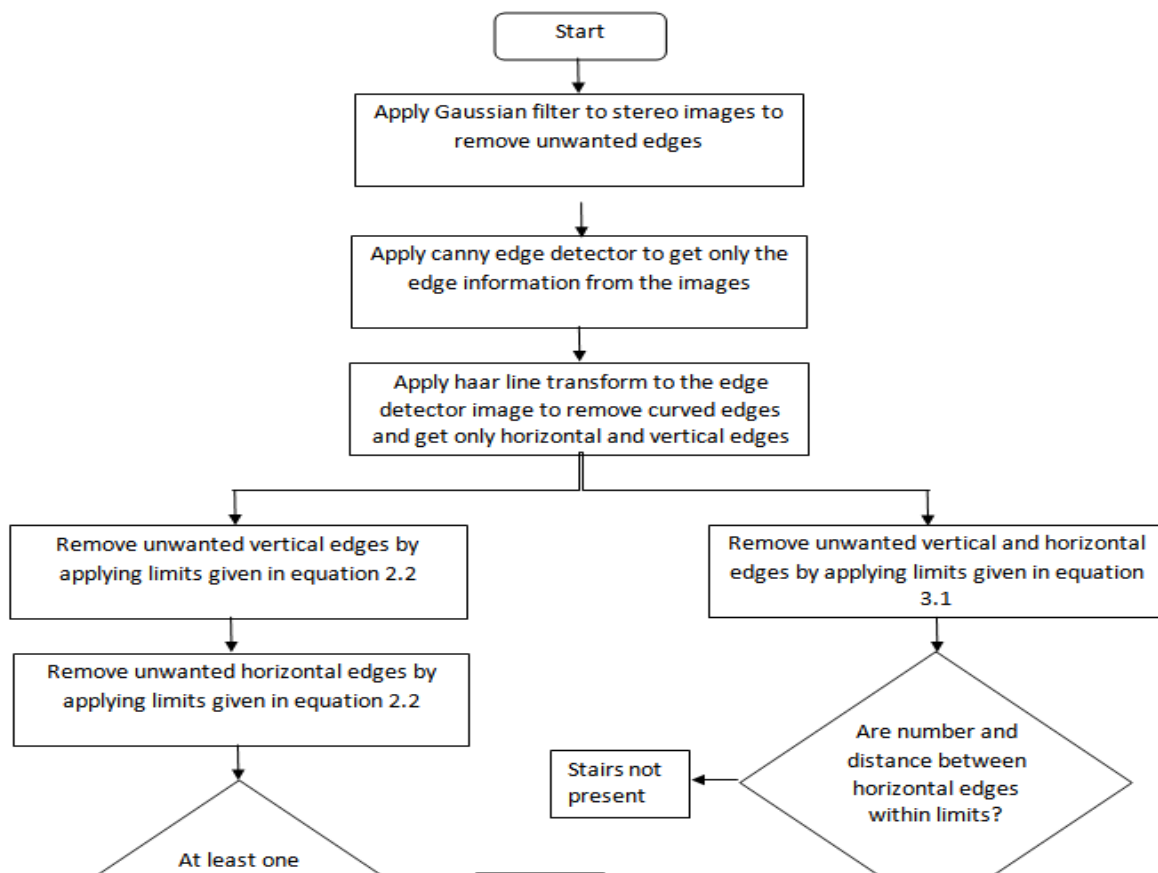 Start
Apply Gaussian filter to stereo images to
remove unwanted edges
Apply canny edge detector to get only the
edge information from the images
Apply haar line transform to the edge
detector image to remove curved edges
and get only horizontal and vertical edges
Remove unwanted vertical edges by
applying limits given in equation 2.2
Remove unwanted horizontal edges by
applying limits given in equation 2.2
At least one
Remove unwanted vertical and horizontal
edges by applying limits given in equation
3.1
Are number and
distance between
horizontal edges
within limits?
Stairs not
present